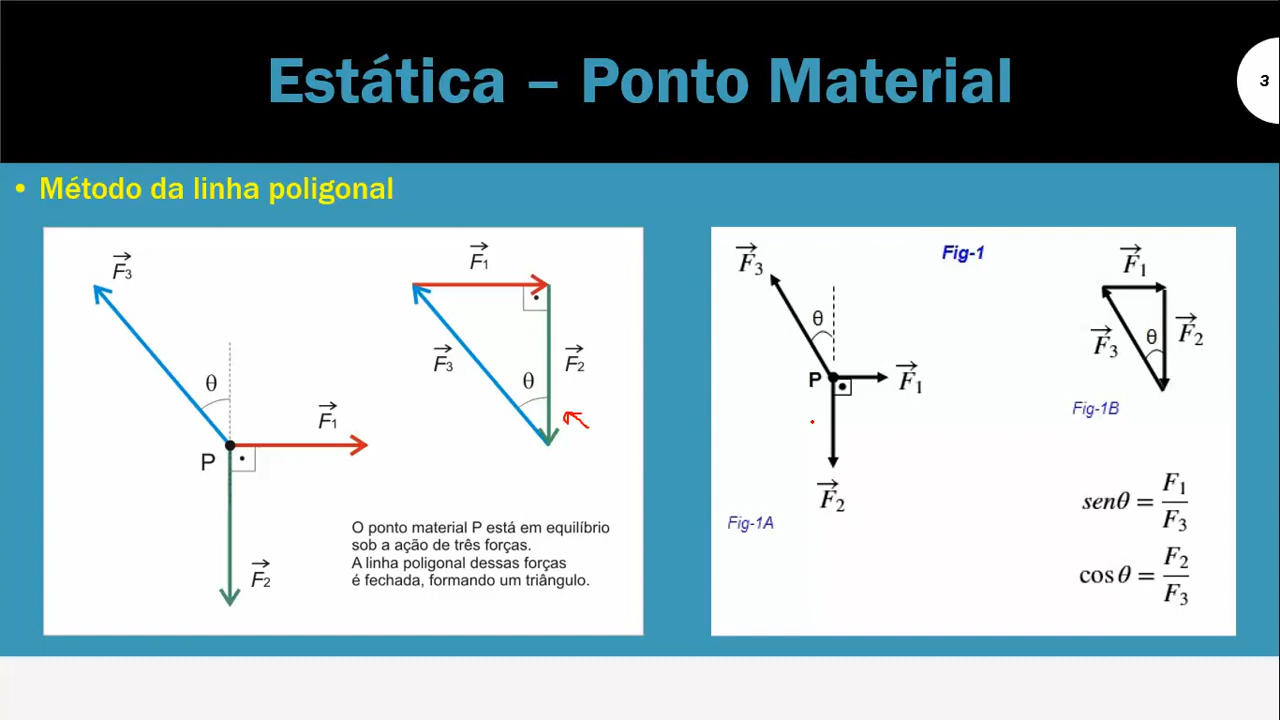 Estática – Ponto Material
3
• Método da linha poligonal
F₃
θ
P
F₁
F₂
F₁
F₃
θ
F₂
O ponto material P está em equilíbrio
sob a ação de três forças.
A linha poligonal dessas forças
é fechada, formando um triângulo.
Fig-1
F₃
θ
P
F₁
F₂
Fig-1A
F₁
F₃
θ
F₂
Fig-1B
senθ = F₁/F₃
cosθ = F₂/F₃